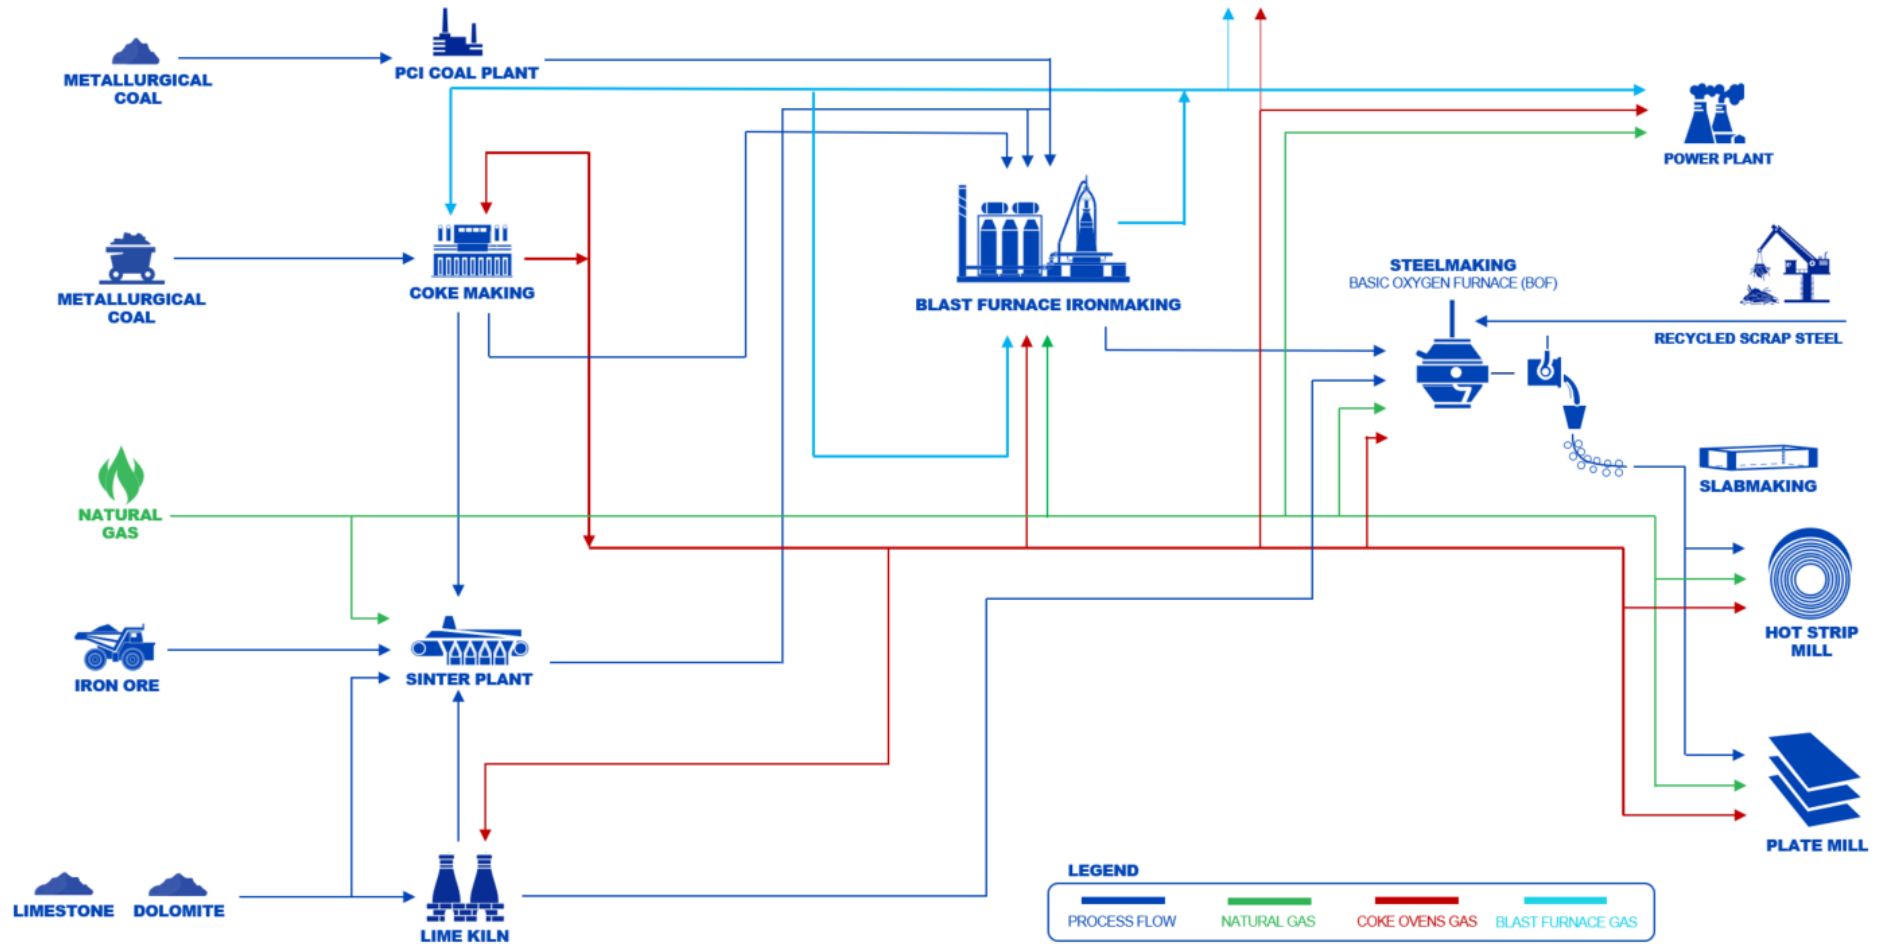 METALLURGICAL
COAL
PCI COAL PLANT
POWER PLANT
METALLURGICAL
COAL
COKE MAKING
BLAST FURNACE IRONMAKING
STEELMAKING
BASIC OXYGEN FURNACE (BOF)
RECYCLED SCRAP STEEL
SLABMAKING
NATURAL
GAS
HOT STRIP
MILL
IRON ORE
SINTER PLANT
PLATE MILL
LIMESTONE
DOLOMITE
LIME KILN
LEGEND
PROCESS FLOW
NATURAL GAS
COKE OVENS GAS
BLAST FURNACE GAS